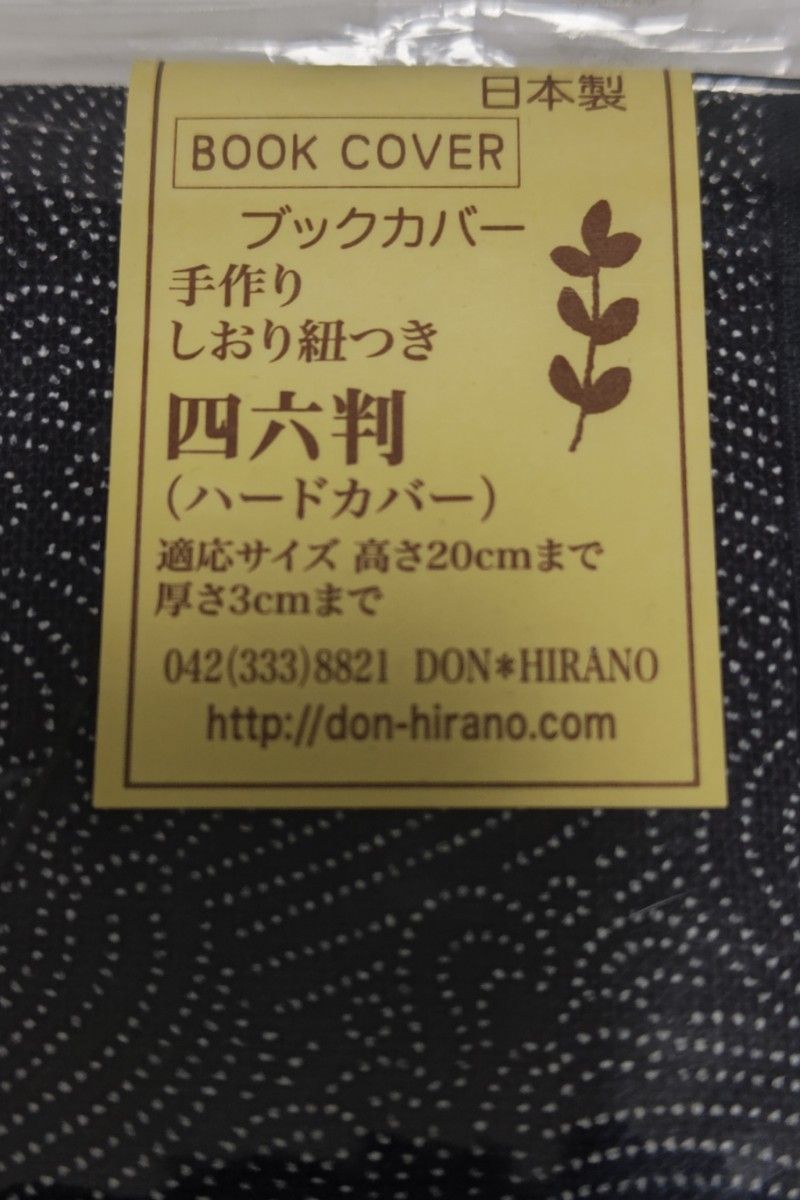 日本製
BOOK COVER
ブックカバー
手作り
しおり紐つき
四六判
(ハードカバー)
適応サイズ 高さ20cmまで
厚さ3cmまで
042(333)8821 DON*HIRANO
http://don-hirano.com